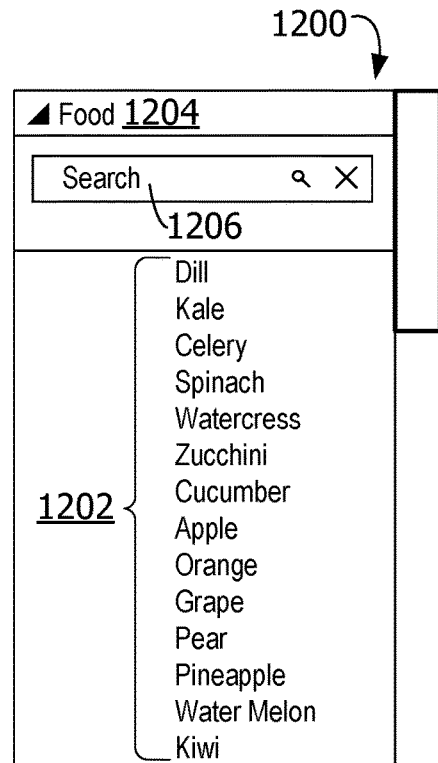 1200
Food 1204
Search
1206
Dill
Kale
Celery
Spinach
Watercress
Zucchini
Cucumber
1202
Apple
Orange
Grape
Pear
Pineapple
Water Melon
Kiwi